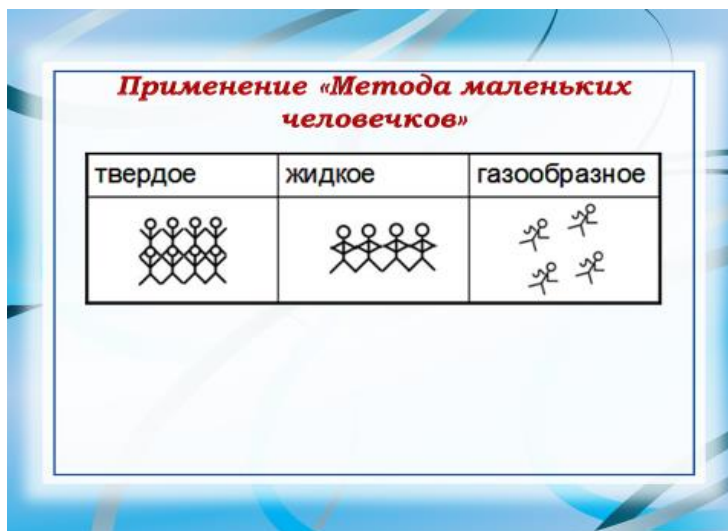 Применение «Метода маленьких
человечков»
твердое жидкое газообразное